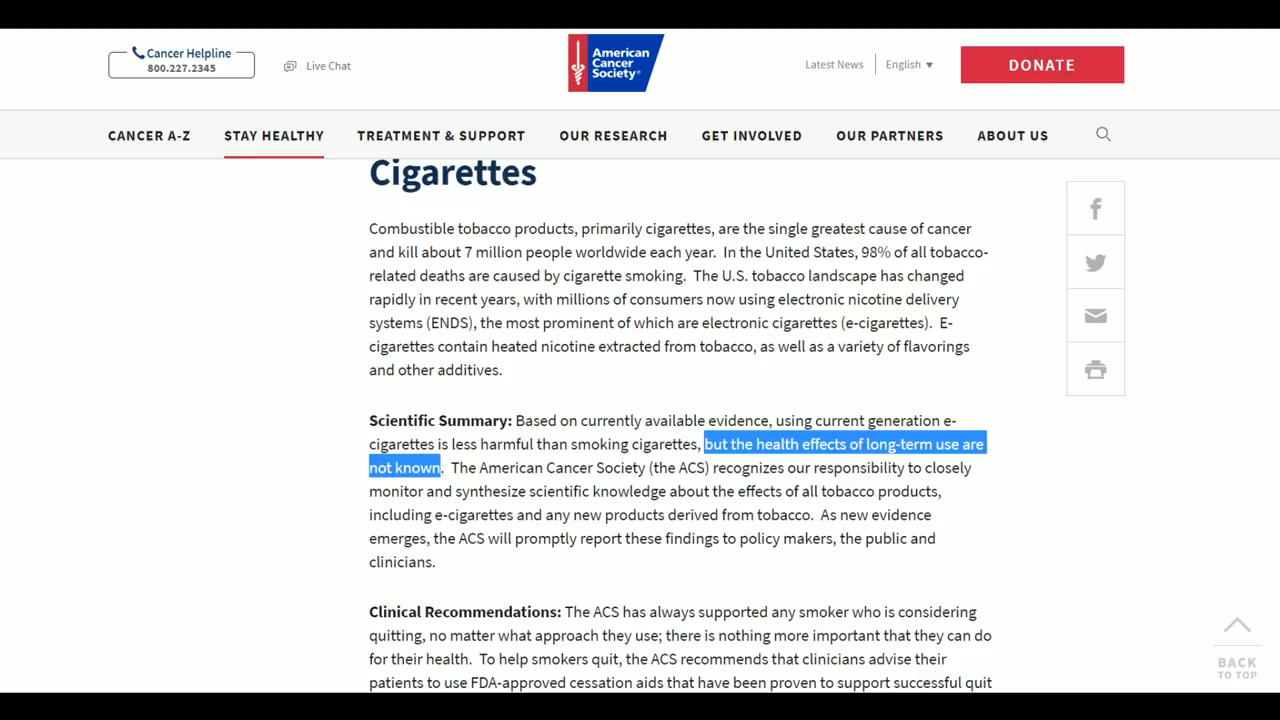 Cancer Helpline
800.227.2345
Live Chat
American
Cancer
Society®
Latest News
English
DONATE
CANCER A-Z
STAY HEALTHY
TREATMENT & SUPPORT
OUR RESEARCH
GET INVOLVED
OUR PARTNERS
ABOUT US
Cigarettes
Combustible tobacco products, primarily cigarettes, are the single greatest cause of cancer
and kill about 7 million people worldwide each year.  In the United States, 98% of all tobacco-
related deaths are caused by cigarette smoking.  The U.S. tobacco landscape has changed
rapidly in recent years, with millions of consumers now using electronic nicotine delivery
systems (ENDS), the most prominent of which are electronic cigarettes (e-cigarettes).  E-
cigarettes contain heated nicotine extracted from tobacco, as well as a variety of flavorings
and other additives.
Scientific Summary: Based on currently available evidence, using current generation e-
cigarettes is less harmful than smoking cigarettes, but the health effects of long-term use are
not known.  The American Cancer Society (the ACS) recognizes our responsibility to closely
monitor and synthesize scientific knowledge about the effects of all tobacco products,
including e-cigarettes and any new products derived from tobacco.  As new evidence
emerges, the ACS will promptly report these findings to policy makers, the public and
clinicians.
Clinical Recommendations: The ACS has always supported any smoker who is considering
quitting, no matter what approach they use; there is nothing more important that they can do
for their health.  To help smokers quit, the ACS recommends that clinicians advise their
patients to use FDA-approved cessation aids that have been proven to support successful quit
BACK
TO TOP